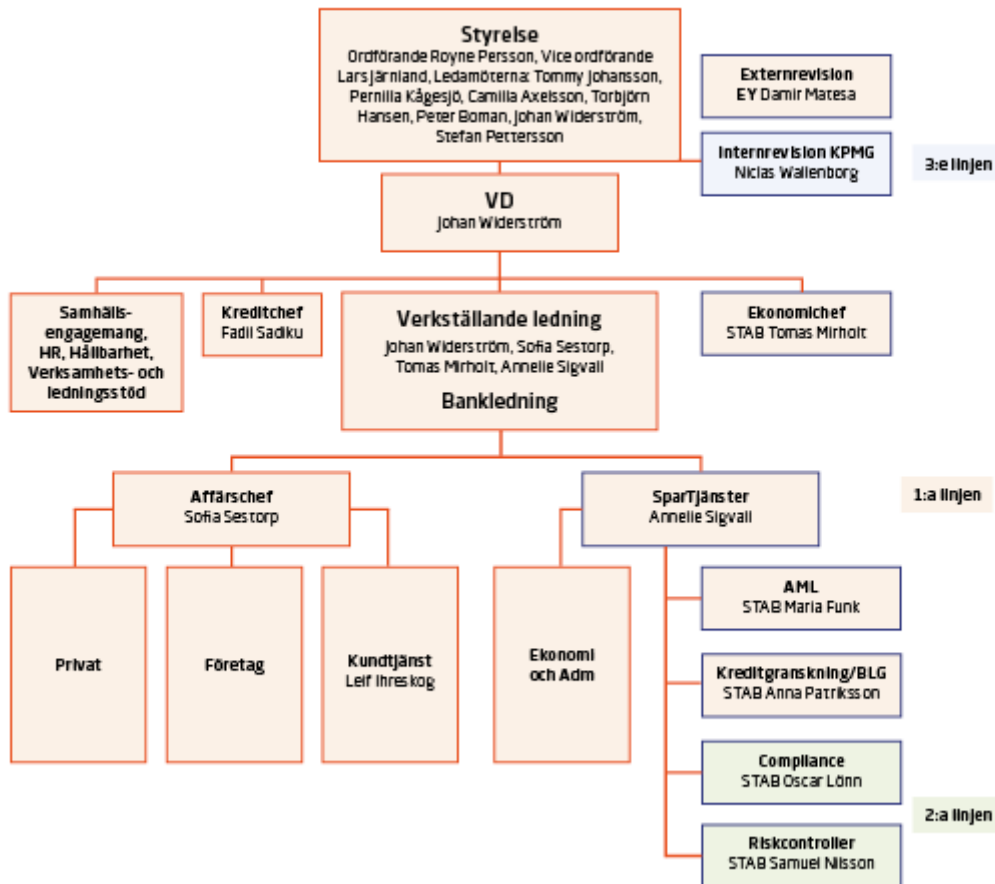 Styrelse
Ordförande Royne Persson, Vice ordförande
Lars Järnland, Ledamöterna: Tommy Johansson,
Pernilla Kågesjö, Camilla Axelsson, Torbjörn
Hansen, Peter Boman, Johan Widerström,
Stefan Pettersson
Externrevision
EY Damir Matesa
Internrevision KPMG
Niclas Wallenborg
3:e linjen
VD
Johan Widerström
Samhälls-
engagemang,
HR, Hållbarhet,
Verksamhets- och
ledningsstöd
Kreditchef
Fadil Sadiku
Verkställande ledning
Johan Widerström, Sofia Sestorp,
Tomas Mirholt, Annelie Sigvall
Bankledning
Ekonomichef
STAB Tomas Mirholt
Affärschef
Sofia Sestorp
SparTjänster
Annelie Sigvall
1:a linjen
Privat
Företag
Kundtjänst
Leif Ihreskog
Ekonomi
och Adm
AML
STAB Maria Funk
Kreditgranskning/BLG
STAB Anna Patriksson
Compliance
STAB Oscar Lönn
2:a linjen
Riskcontroller
STAB Samuel Nilsson